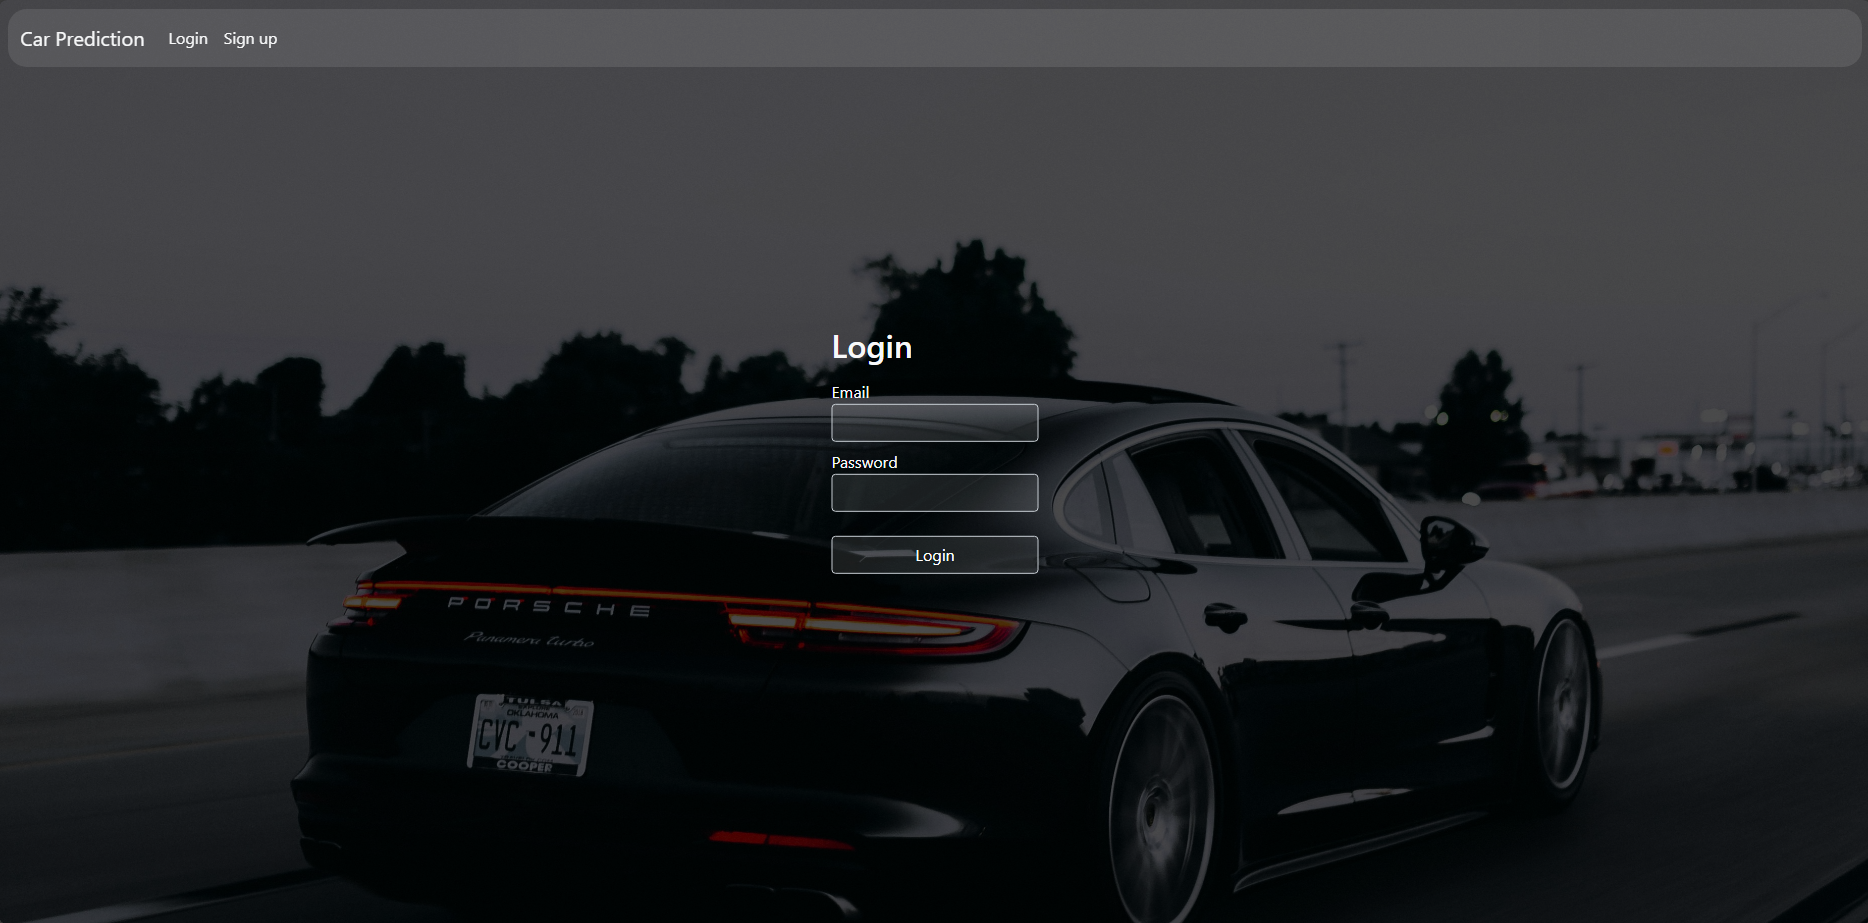 Car Prediction Login Sign up
Login
Email
Password
Login
PORSCHE
Panamera turbo
TULSA
OKLAHOMA
CVC-911
COOPER